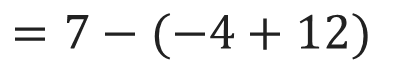 = 7 − (−4 + 12)